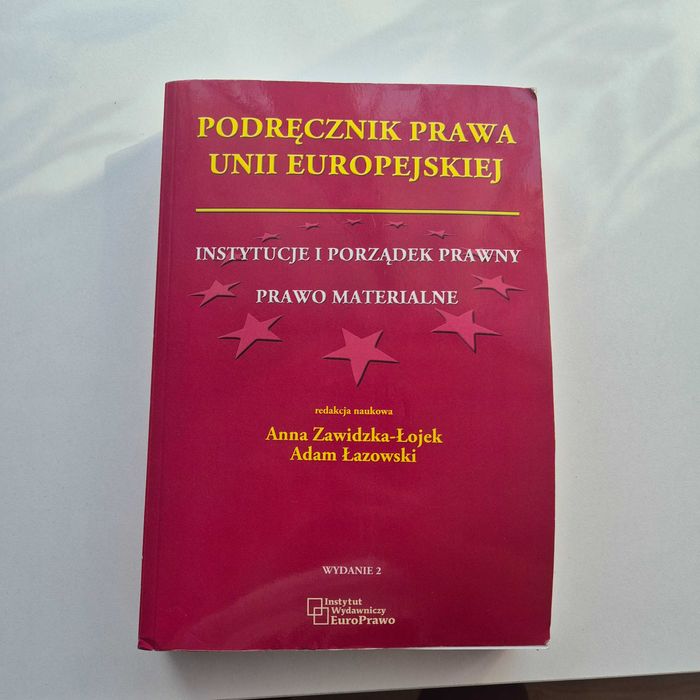 PODRĘCZNIK PRAWA
UNII EUROPEJSKIEJ
INSTYTUCJE I PORZĄDEK PRAWNY
PRAWO MATERIALNE
redakcja naukowa
Anna Zawidzka-Łojek
Adam Łazowski
WYDANIE 2
Instytut
Wydawniczy
EuroPrawo